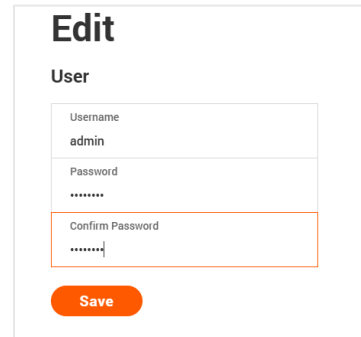 Edit
User
Username
admin
Password
••••••••
Confirm Password
••••••••
Save